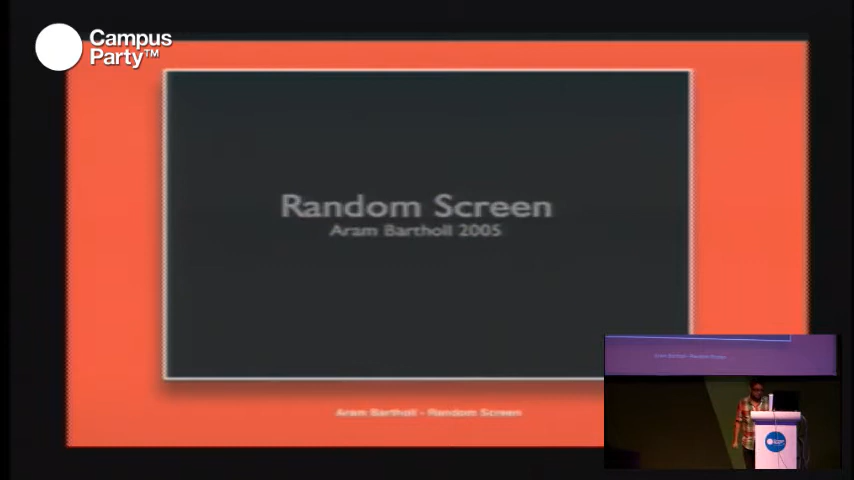 Campus
Party™
Random Screen
Aram Bartholl 2005
Aram Bartholl - Random Screen